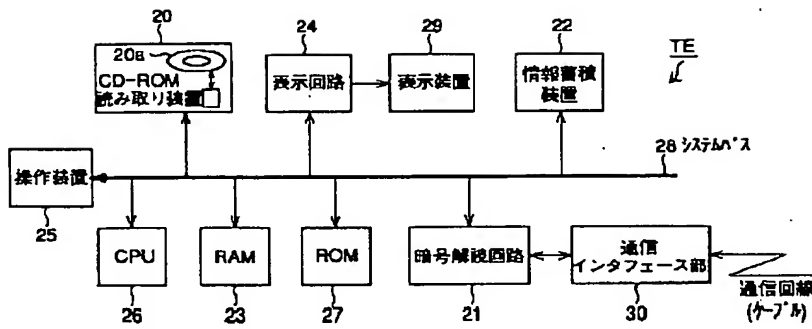 20
20a
CD-ROM
読み取り装置
24
表示回路
29
表示装置
22
情報蓄積
装置
TE
操作装置
25
28 システムバス
CPU
26
RAM
23
ROM
27
暗号解読回路
21
通信
インタフェース部
30
通信回線
(ケーブル)